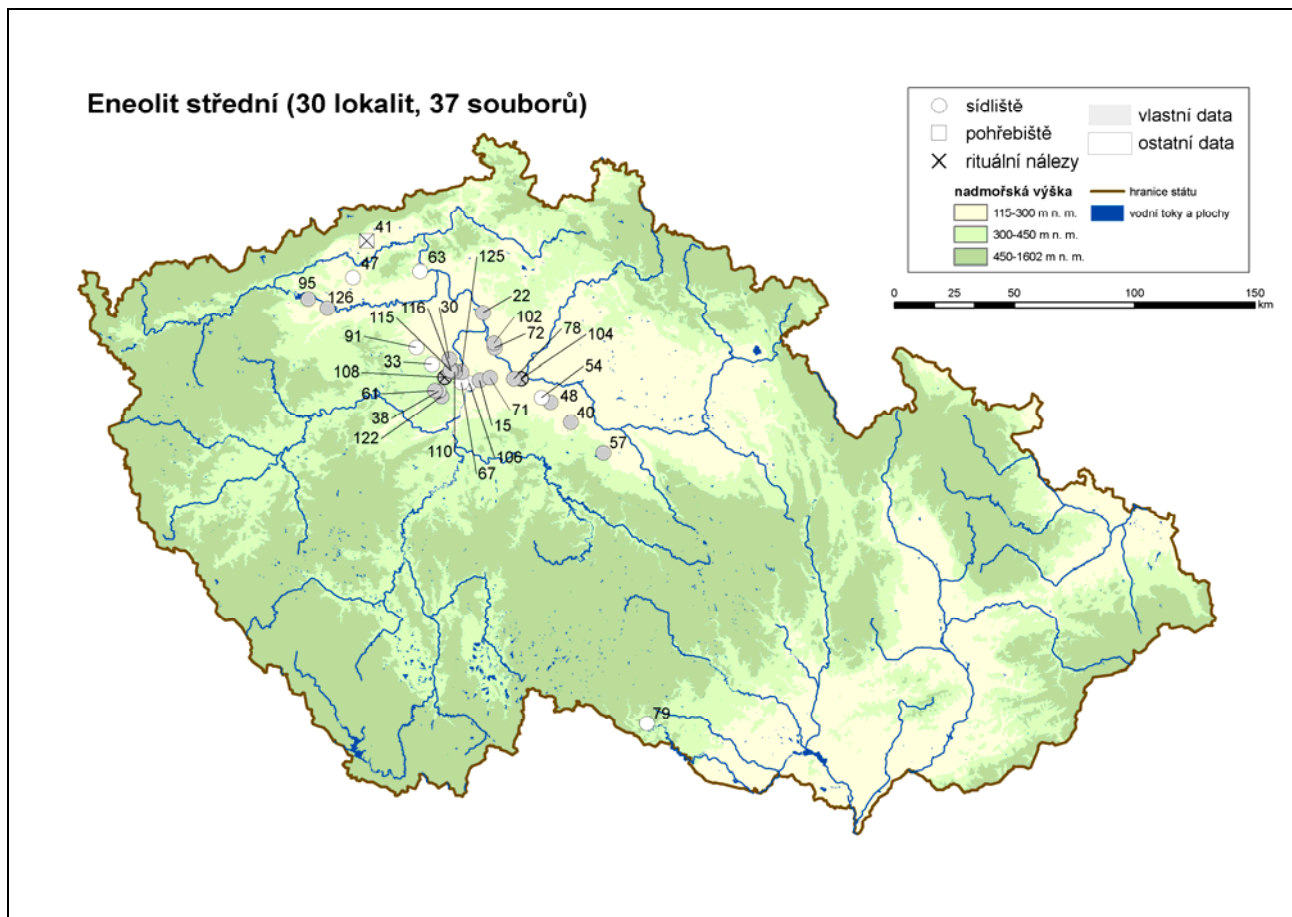 Eneolit střední (30 lokalit, 37 souborů)
sídliště
pohřebiště
rituální nálezy
vlastní data
ostatní data
nadmořská výška
115-300 m n. m.
300-450 m n. m.
450-1602 m n. m.
hranice státu
vodní toky a plochy
0 25 50 100 150
km
41
47
63
125
95
126
116
30
22
115
102
72
78
104
91
33
54
108
61
48
38
71
40
122
15
57
110
106
67
79